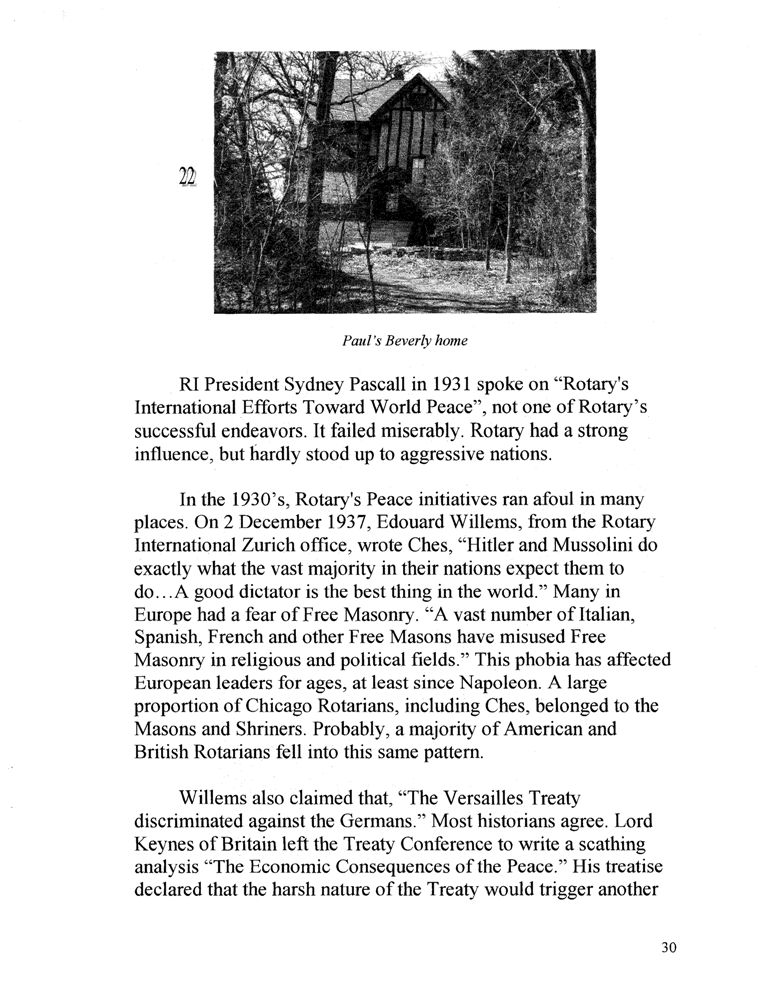 22
Paul's Beverly home
RI President Sydney Pascall in 1931 spoke on “Rotary's
International Efforts Toward World Peace”, not one of Rotary’s
successful endeavors. It failed miserably. Rotary had a strong
influence, but hardly stood up to aggressive nations.
In the 1930’s, Rotary's Peace initiatives ran afoul in many
places. On 2 December 1937, Edouard Willems, from the Rotary
International Zurich office, wrote Ches, “Hitler and Mussolini do
exactly what the vast majority in their nations expect them to
do…A good dictator is the best thing in the world.” Many in
Europe had a fear of Free Masonry. “A vast number of Italian,
Spanish, French and other Free Masons have misused Free
Masonry in religious and political fields.” This phobia has affected
European leaders for ages, at least since Napoleon. A large
proportion of Chicago Rotarians, including Ches, belonged to the
Masons and Shriners. Probably, a majority of American and
British Rotarians fell into this same pattern.
Willems also claimed that, “The Versailles Treaty
discriminated against the Germans.” Most historians agree. Lord
Keynes of Britain left the Treaty Conference to write a scathing
analysis “The Economic Consequences of the Peace.” His treatise
declared that the harsh nature of the Treaty would trigger another
30